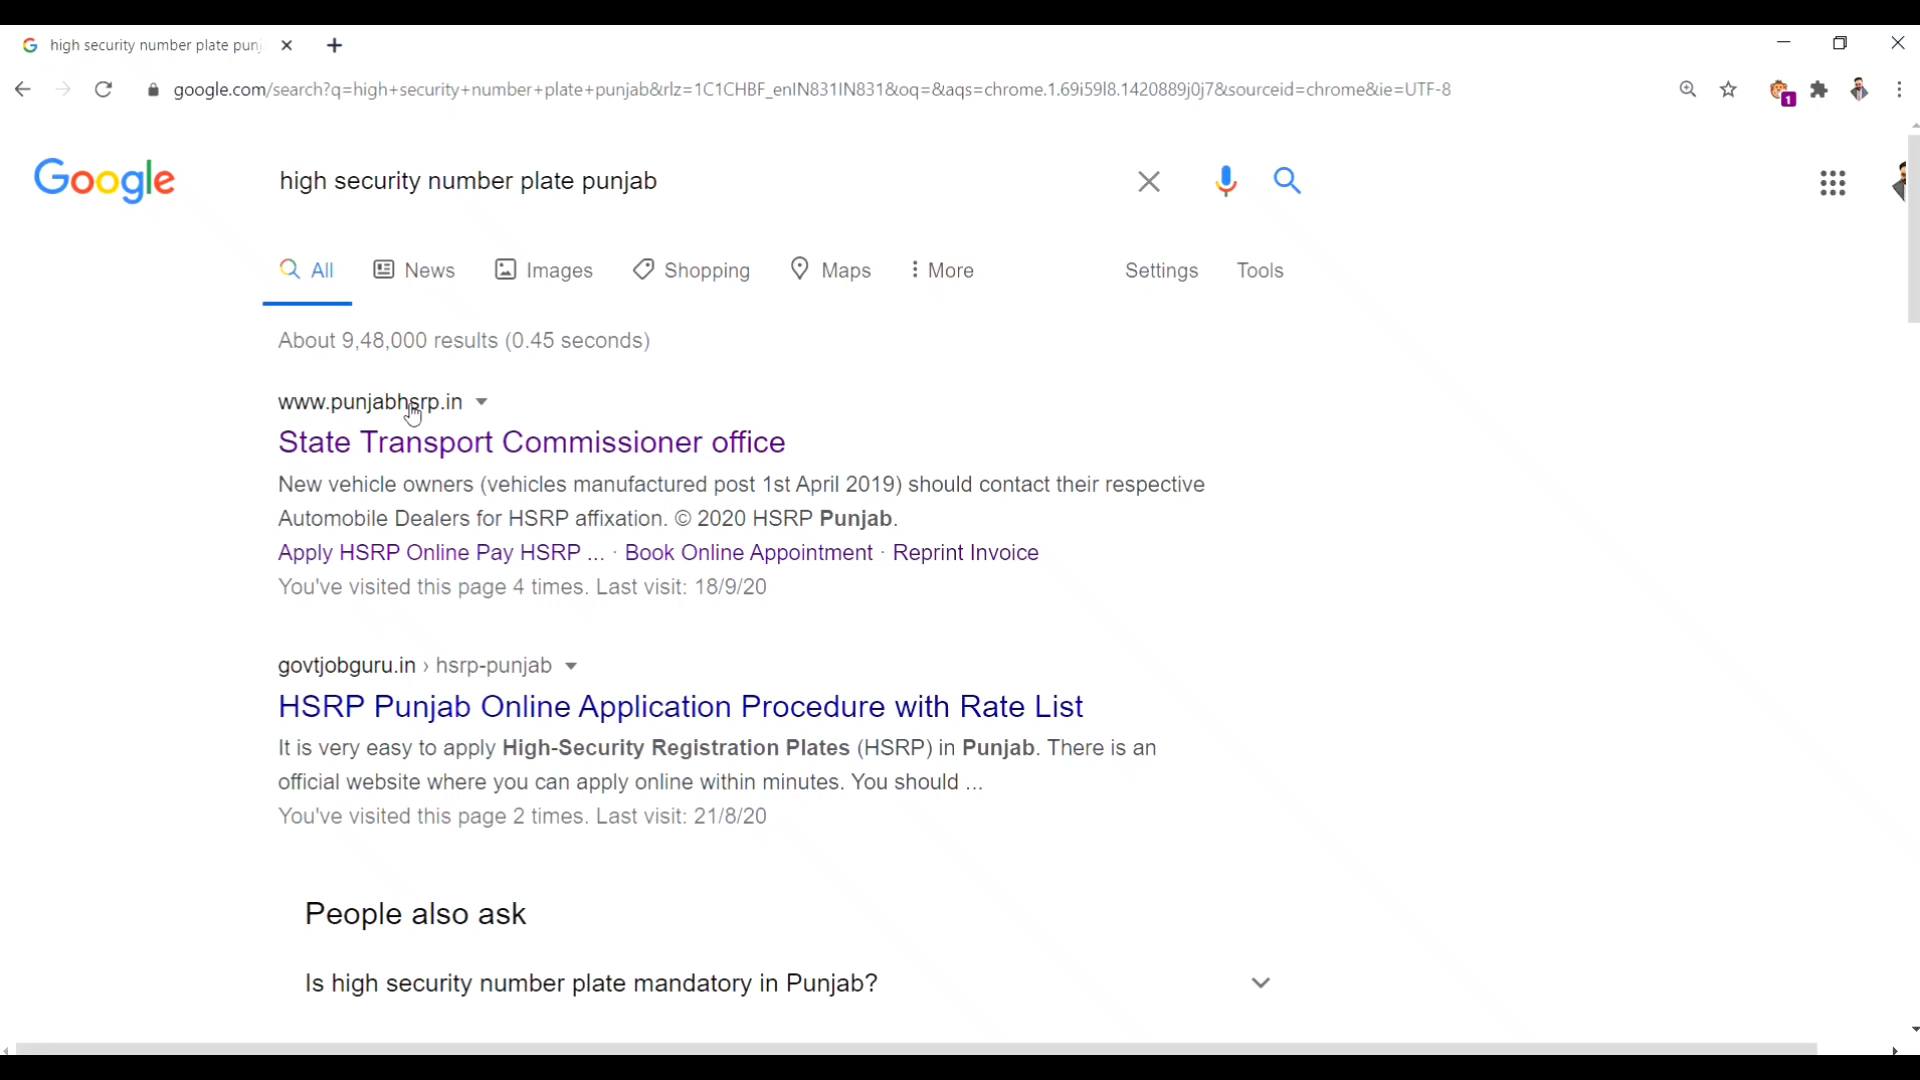 high security number plate punj
google.com/search?q=high+security+number+plate+punjab&rlz=1C1CHBF_enIN831IN831&oq=&aqs=chrome.1.69i59l8.1420889j0j7&sourceid=chrome&ie=UTF-8
1
Google
high security number plate punjab
All News Images Shopping Maps More Settings Tools
About 9,48,000 results (0.45 seconds)
www.punjabhsrp.in
State Transport Commissioner office
New vehicle owners (vehicles manufactured post 1st April 2019) should contact their respective
Automobile Dealers for HSRP affixation. © 2020 HSRP Punjab.
Apply HSRP Online Pay HSRP ... · Book Online Appointment · Reprint Invoice
You've visited this page 4 times. Last visit: 18/9/20
govtjobguru.in › hsrp-punjab
HSRP Punjab Online Application Procedure with Rate List
It is very easy to apply High-Security Registration Plates (HSRP) in Punjab. There is an
official website where you can apply online within minutes. You should ...
You've visited this page 2 times. Last visit: 21/8/20
People also ask
Is high security number plate mandatory in Punjab?